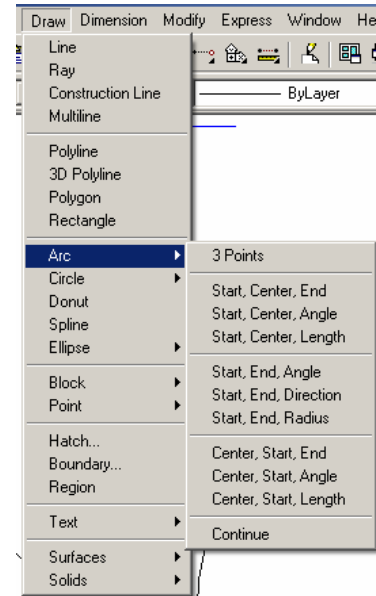 Draw Dimension Modify Express Window He
ByLayer
Line
Ray
Construction Line
Multiline
Polyline
3D Polyline
Polygon
Rectangle
Arc
Circle
Donut
Spline
Ellipse
Block
Point
Hatch...
Boundary...
Region
Text
Surfaces
Solids
3 Points
Start, Center, End
Start, Center, Angle
Start, Center, Length
Start, End, Angle
Start, End, Direction
Start, End, Radius
Center, Start, End
Center, Start, Angle
Center, Start, Length
Continue